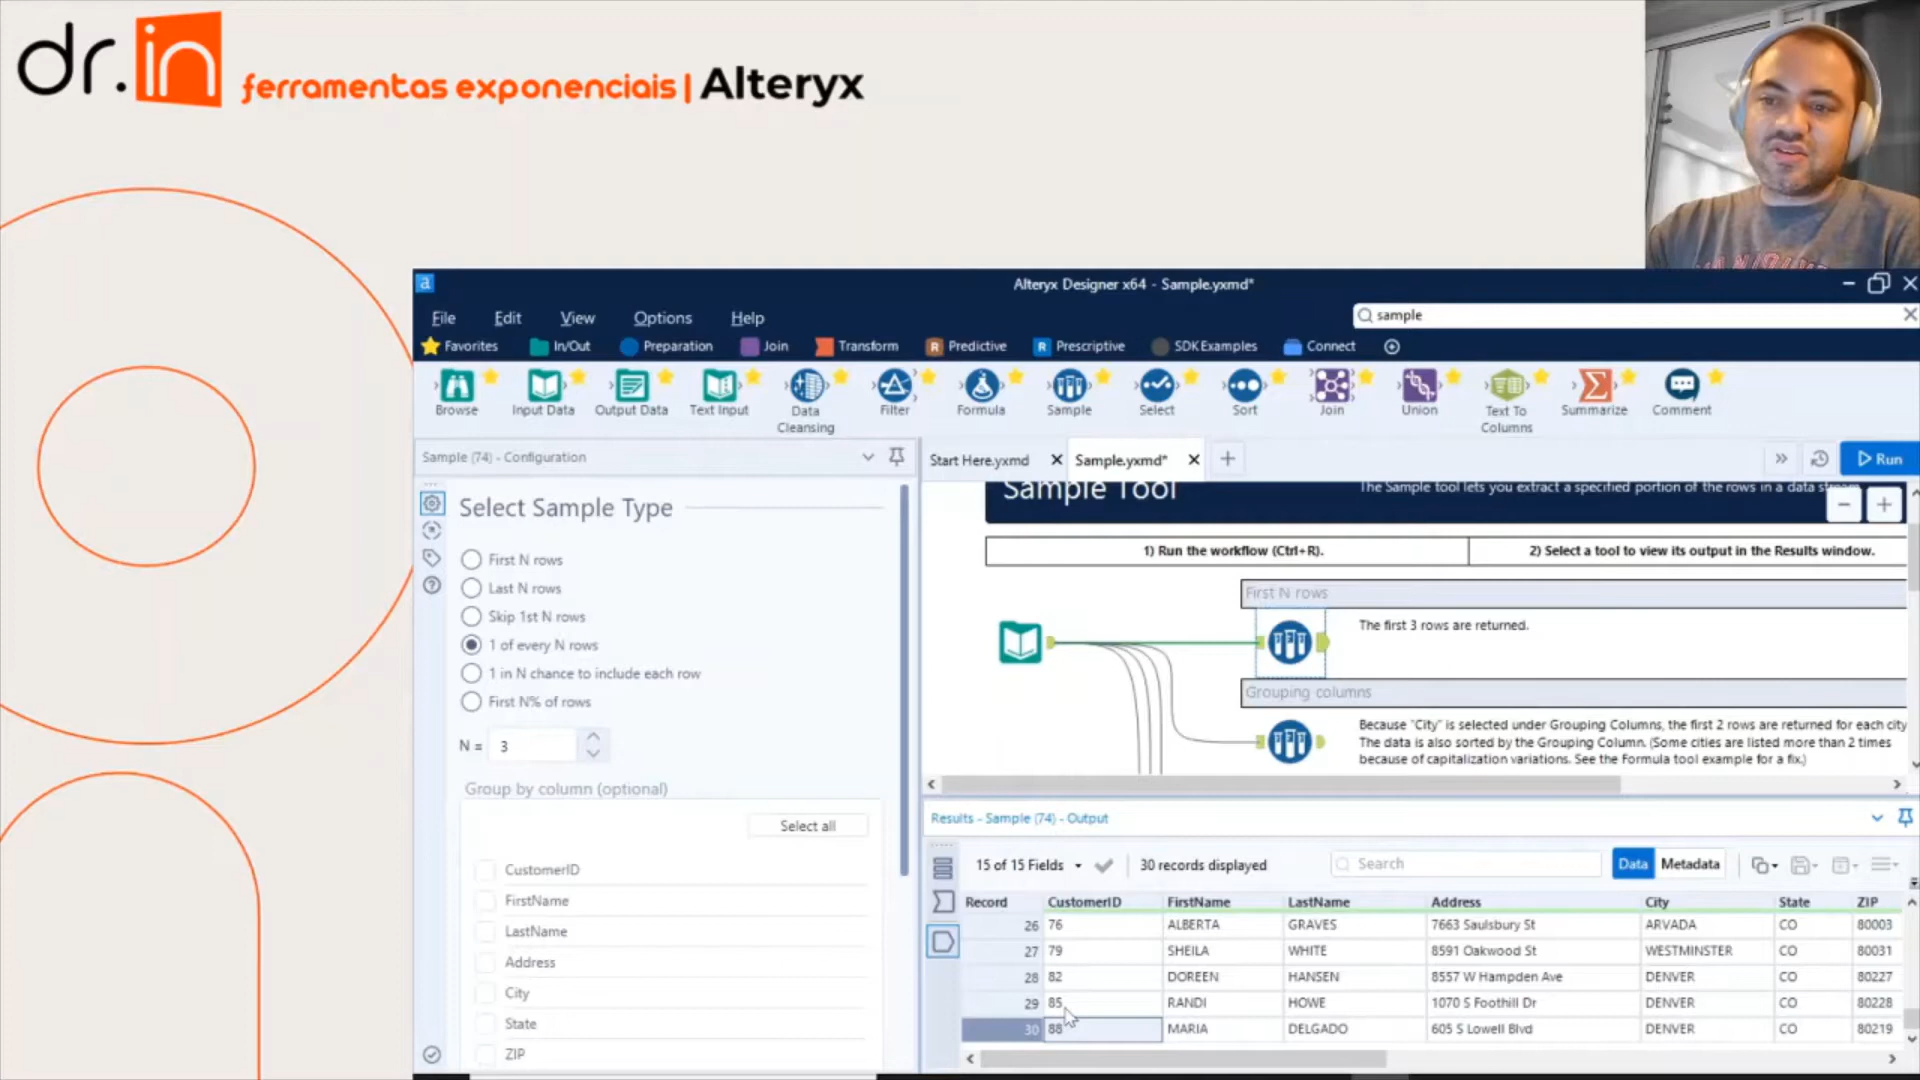 dr.in ferramentas exponenciais | Alteryx
a
Alteryx Designer x64 - Sample.yxmd*
File Edit View Options Help
sample
Favorites In/Out Preparation Join Transform Predictive Prescriptive SDK Examples Connect
Browse Input Data Output Data Text Input Data Cleansing Filter Formula Sample Select Sort Join Union Text To Columns Summarize Comment
Sample (74) - Configuration
Start Here.yxmd Sample.yxmd*
Run
Select Sample Type
First N rows
Last N rows
Skip 1st N rows
1 of every N rows
1 in N chance to include each row
First N% of rows
N = 3
Group by column (optional)
Select all
CustomerID
FirstName
LastName
Address
City
State
ZIP
Sample Tool
The Sample tool lets you extract a specified portion of the rows in a data stream.
1) Run the workflow (Ctrl+R).
2) Select a tool to view its output in the Results window.
First N rows
The first 3 rows are returned.
Grouping columns
Because "City" is selected under Grouping Columns, the first 2 rows are returned for each city
The data is also sorted by the Grouping Column. (Some cities are listed more than 2 times
because of capitalization variations. See the Formula tool example for a fix.)
Results - Sample (74) - Output
15 of 15 Fields 30 records displayed Search Data Metadata
Record CustomerID FirstName LastName Address City State ZIP
26 76 ALBERTA GRAVES 7663 Saulsbury St ARVADA CO 80003
27 79 SHEILA WHITE 8591 Oakwood St WESTMINSTER CO 80031
28 82 DOREEN HANSEN 8557 W Hampden Ave DENVER CO 80227
29 85 RANDI HOWE 1070 S Foothill Dr DENVER CO 80228
30 88 MARIA DELGADO 605 S Lowell Blvd DENVER CO 80219